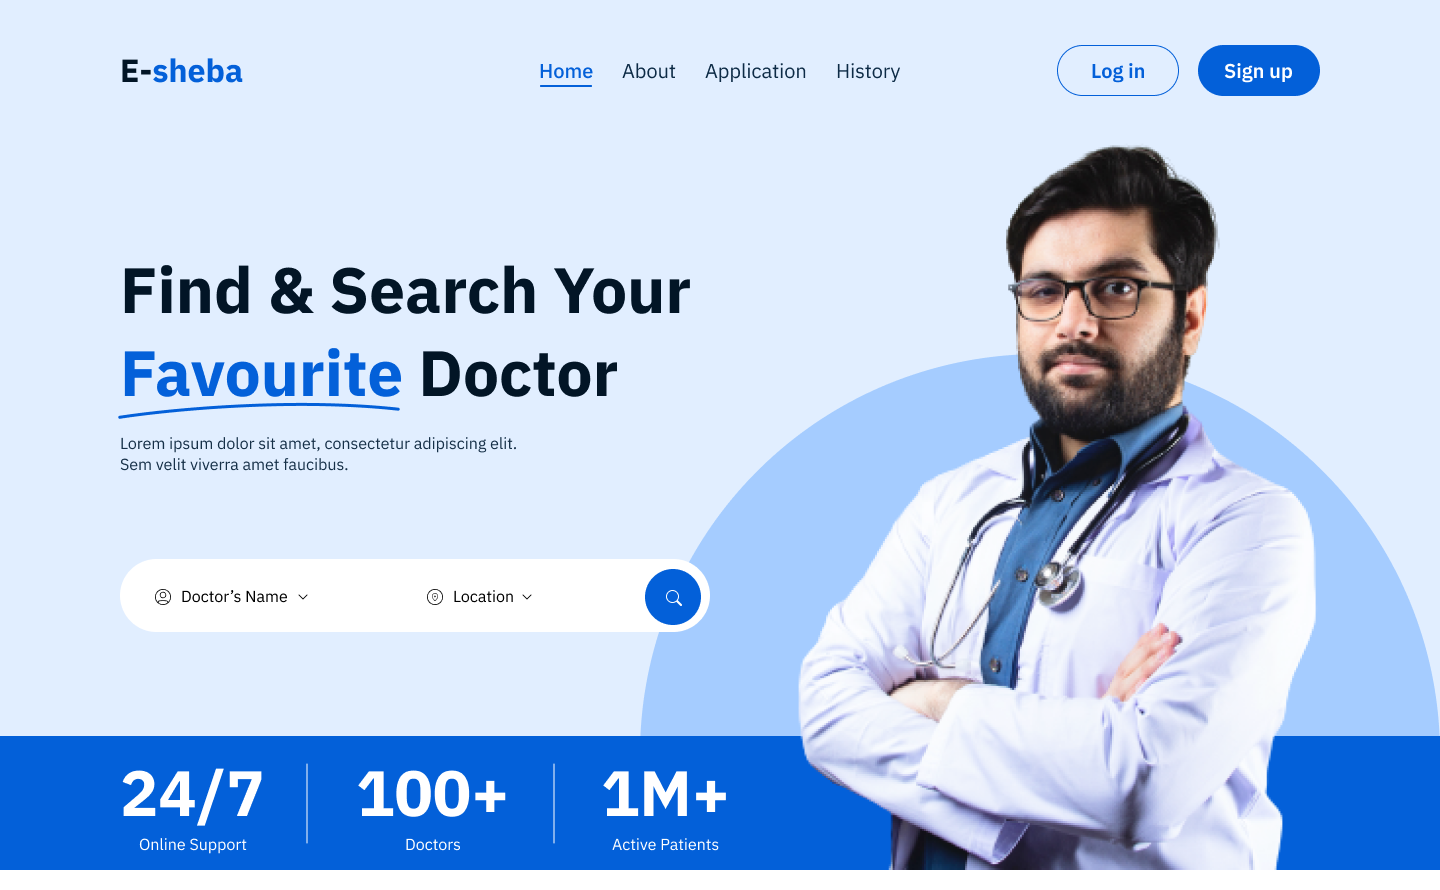 E-sheba
Home
About
Application
History
Log in
Sign up
Find & Search Your
Favourite Doctor
Lorem ipsum dolor sit amet, consectetur adipiscing elit.
Sem velit viverra amet faucibus.
Doctor’s Name
Location
24/7
Online Support
100+
Doctors
1M+
Active Patients